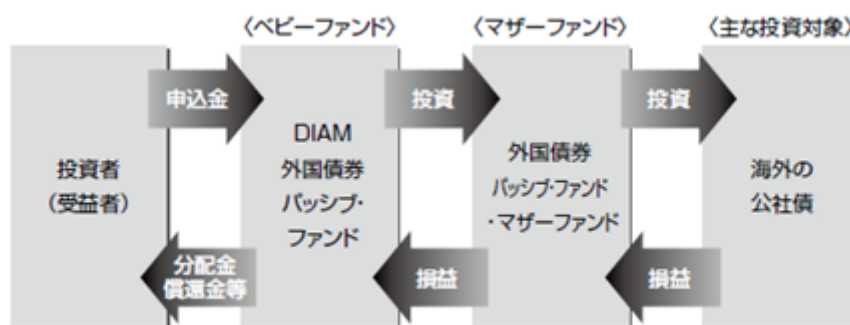 〈ベビーファンド〉
〈マザーファンド〉
〈主な投資対象〉
申込金
投資
投資
投資者
（受益者）
DIAM
外国債券
パッシブ・
ファンド
外国債券
パッシブ・ファンド
・マザーファンド
海外の
公社債
分配金
償還金等
損益
損益